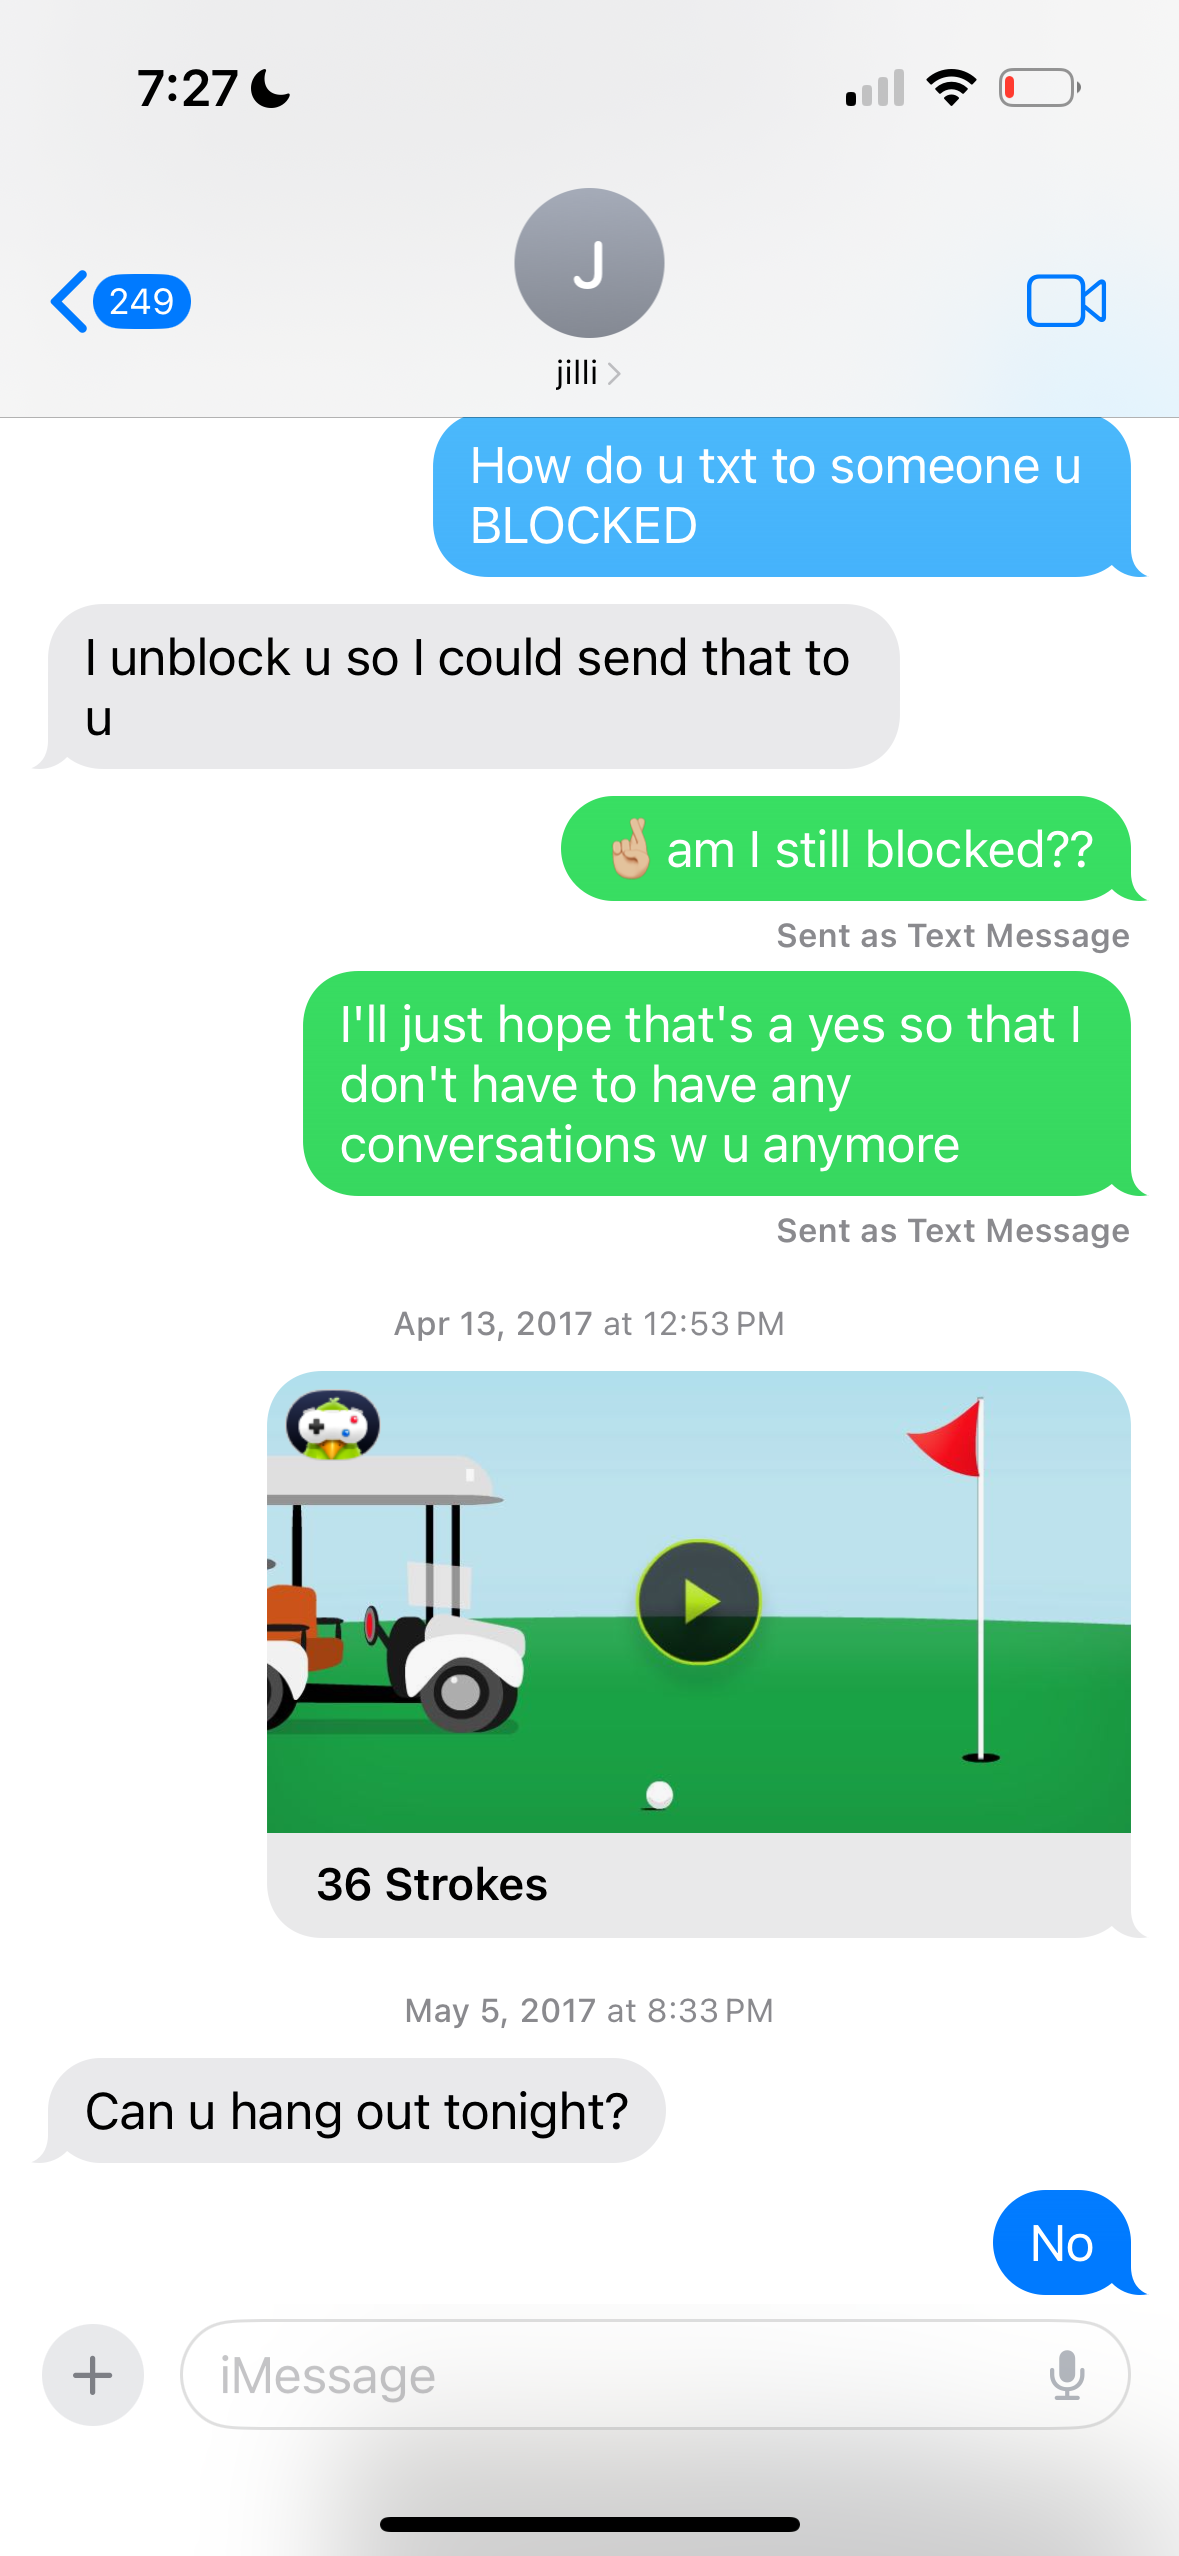 7:27
249
J
jilli
How do u txt to someone u
BLOCKED
I unblock u so I could send that to
u
🤞🏼 am I still blocked??
Sent as Text Message
I'll just hope that's a yes so that I
don't have to have any
conversations w u anymore
Sent as Text Message
Apr 13, 2017 at 12:53 PM
36 Strokes
May 5, 2017 at 8:33 PM
Can u hang out tonight?
No
iMessage